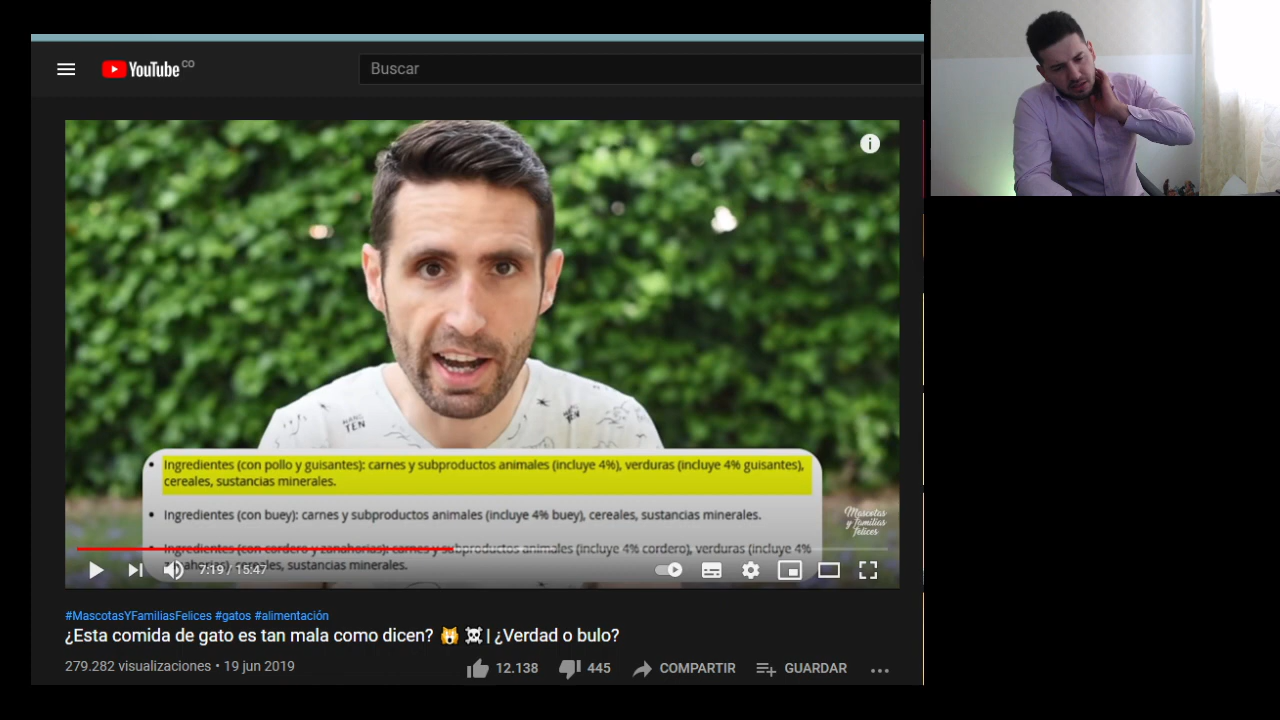 YouTube CO
Buscar
HANG
TEN
TEN
Ingredientes (con pollo y guisantes): carnes y subproductos animales (incluye 4%), verduras (incluye 4% guisantes),
cereales, sustancias minerales.
Ingredientes (con buey): carnes y subproductos animales (incluye 4% buey), cereales, sustancias minerales.
Ingredientes (con cordero y zanahorias): carnes y subproductos animales (incluye 4% cordero), verduras (incluye 4%
sustancias minerales.
Mascotas
y Familias
Felices
7:19 / 15:47
#MascotasYFamiliasFelices #gatos #alimentación
¿Esta comida de gato es tan mala como dicen? 🙀 ☠ | ¿Verdad o bulo?
279.282 visualizaciones • 19 jun 2019
12.138
445
COMPARTIR
GUARDAR